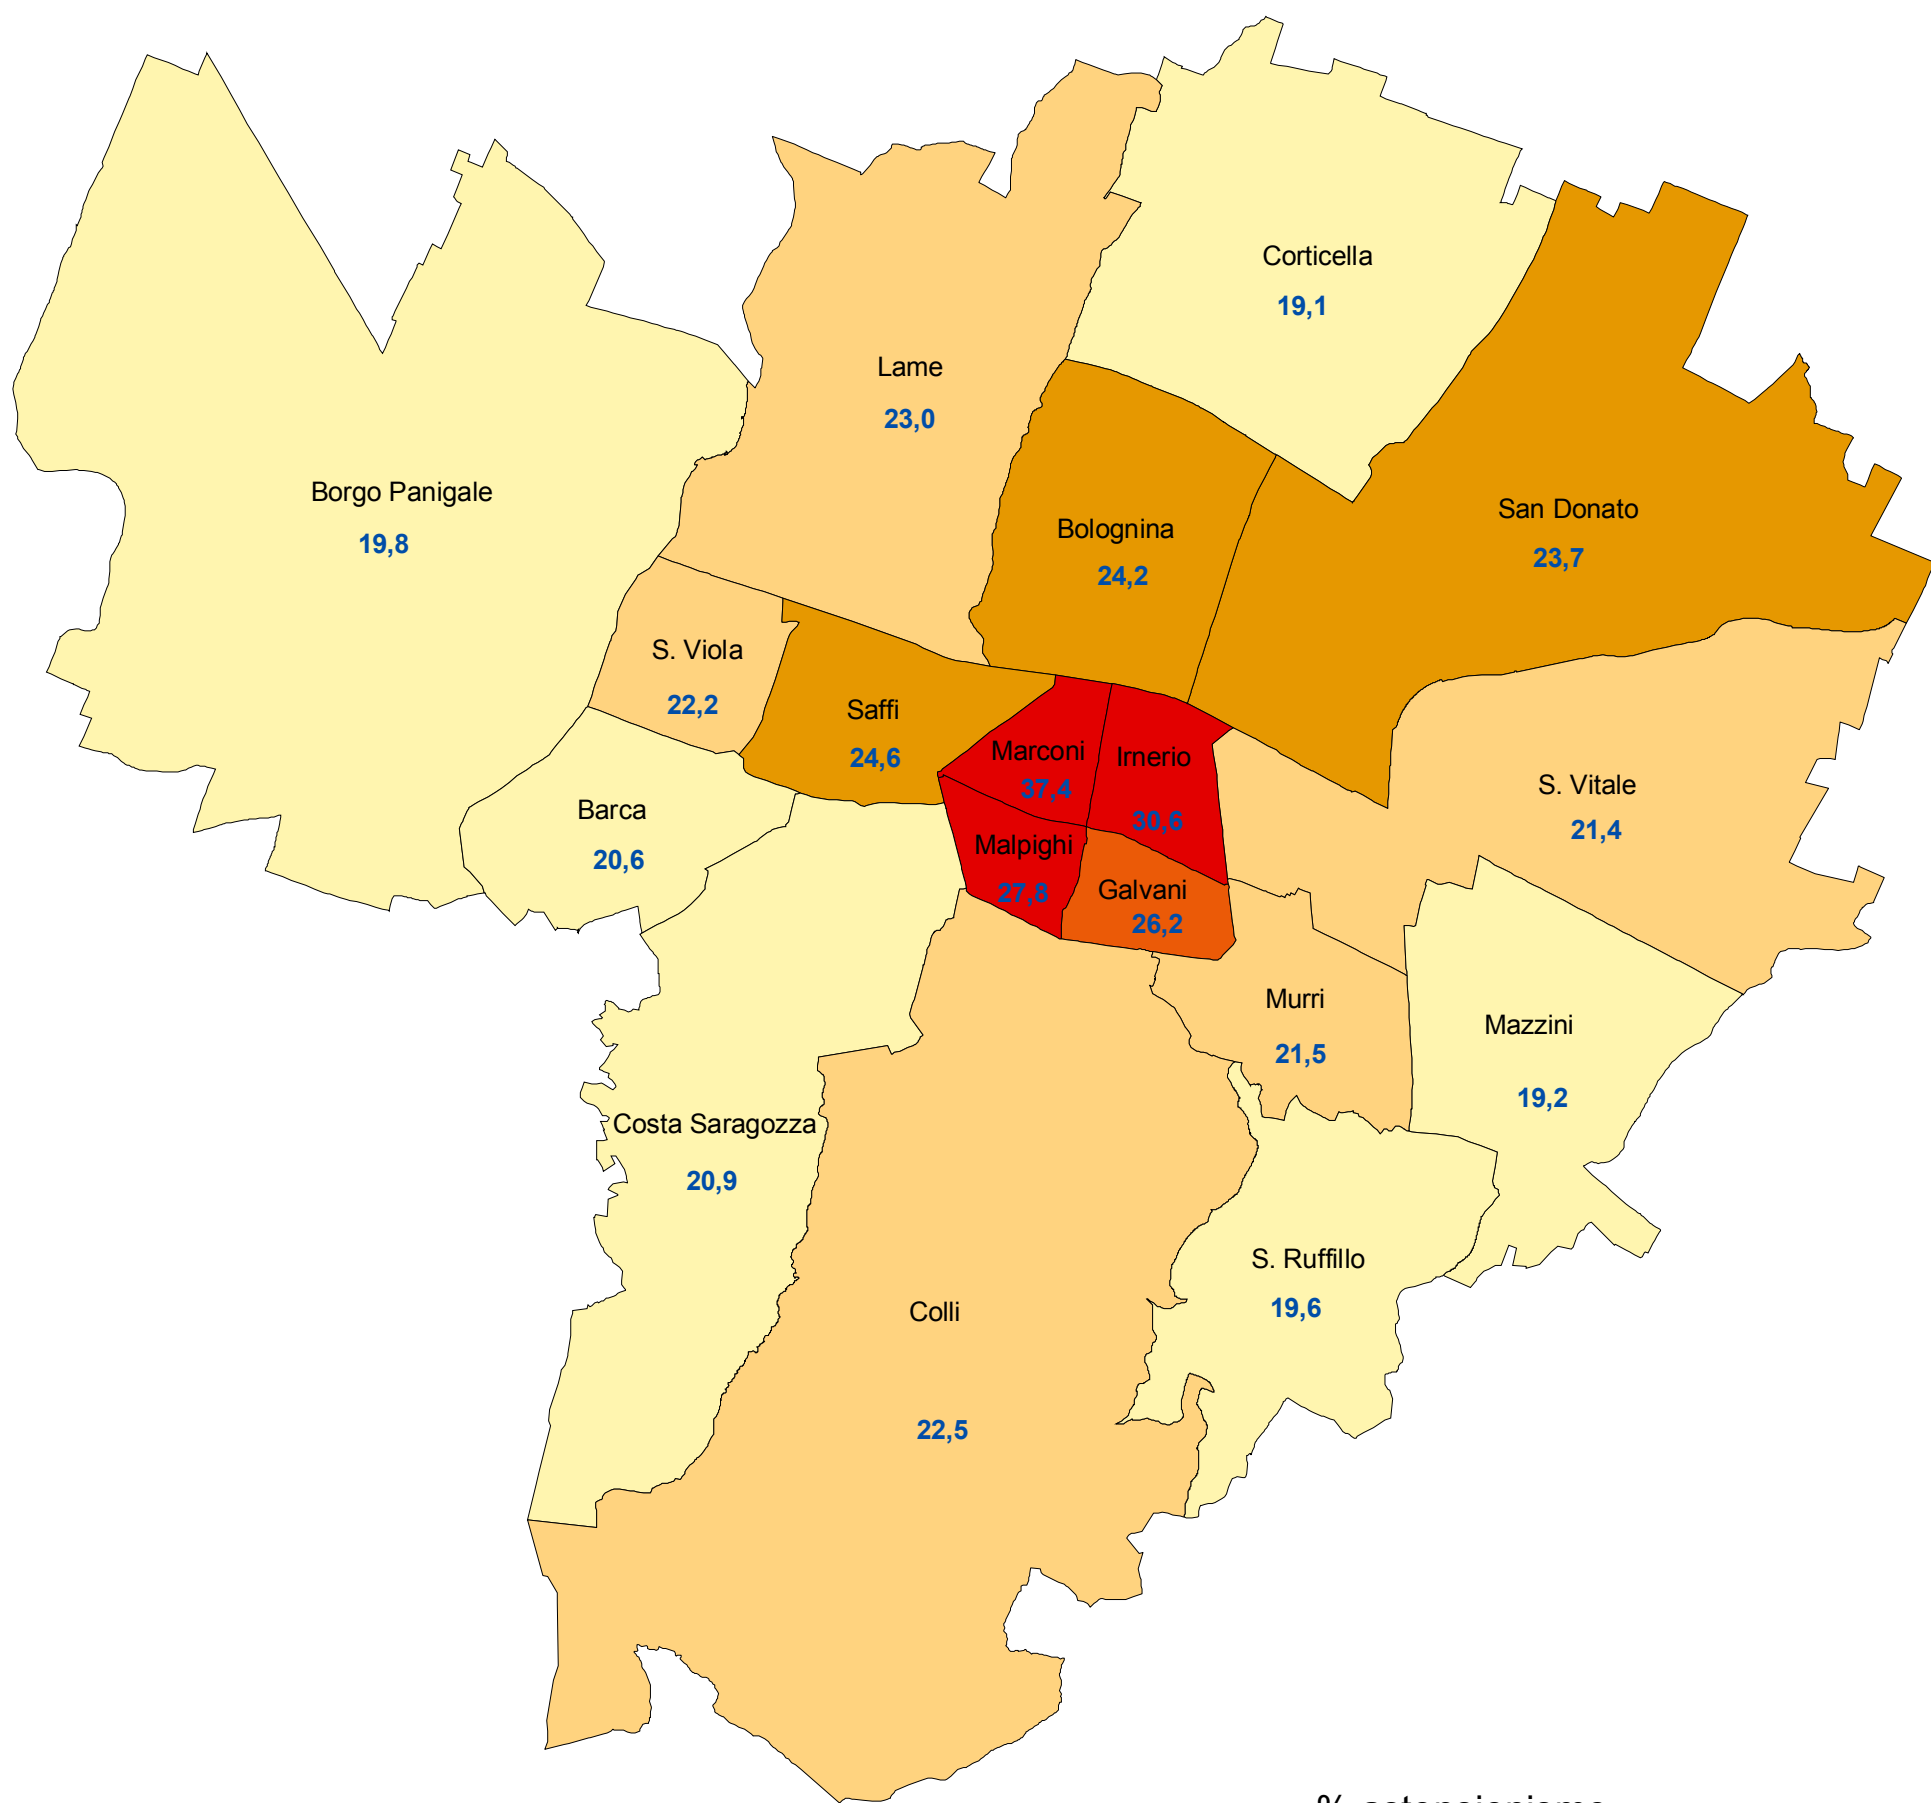 Corticella
19,1
Lame
23,0
Borgo Panigale
19,8
San Donato
23,7
Bolognina
24,2
S. Viola
22,2
Saffi
24,6
Marconi
37,4
Irnerio
30,6
S. Vitale
21,4
Barca
20,6
Malpighi
27,8
Galvani
26,2
Murri
21,5
Mazzini
19,2
Costa Saragozza
20,9
S. Ruffillo
19,6
Colli
22,5
% astensionismo